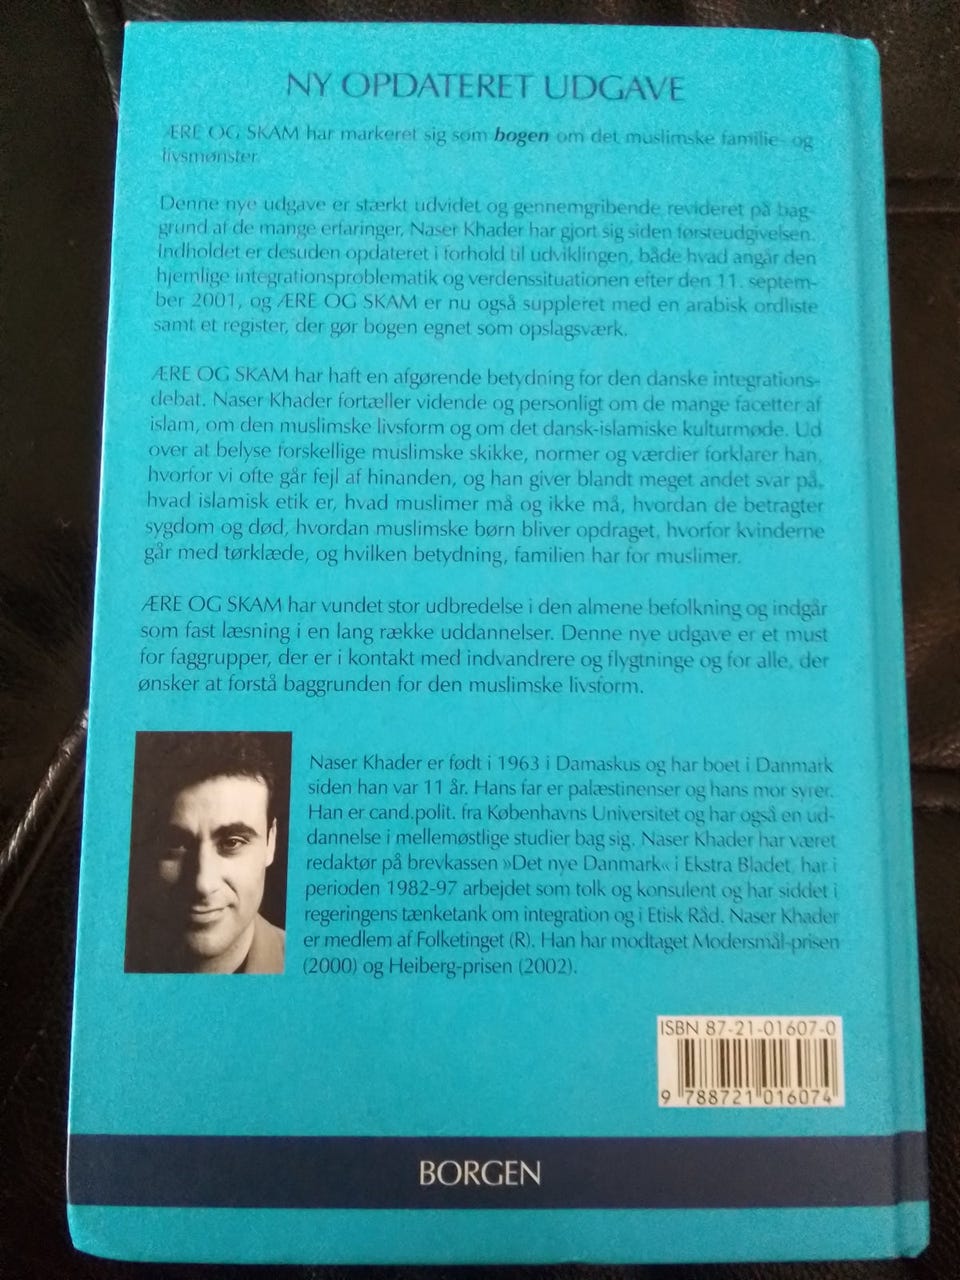 NY OPDATERET UDGAVE
ÆRE OG SKAM har markeret sig som bogen om det muslimske familie- og
livsmønster.
Denne nye udgave er stærkt udvidet og gennemgribende revideret på bag-
grund af de mange erfaringer, Naser Khader har gjort sig siden førsteudgivelsen.
Indholdet er desuden opdateret i forhold til udviklingen, både hvad angår den
hjemlige integrationsproblematik og verdenssituationen efter den 11. septem-
ber 2001, og ÆRE OG SKAM er nu også suppleret med en arabisk ordliste
samt et register, der gør bogen egnet som opslagsværk.
ÆRE OG SKAM har haft en afgørende betydning for den danske integrations-
debat. Naser Khader fortæller vidende og personligt om de mange facetter af
islam, om den muslimske livsform og om det dansk-islamiske kulturmøde. Ud
over at belyse forskellige muslimske skikke, normer og værdier forklarer han,
hvorfor vi ofte går fejl af hinanden, og han giver blandt meget andet svar på,
hvad islamisk etik er, hvad muslimer må og ikke må, hvordan de betragter
sygdom og død, hvordan muslimske børn bliver opdraget, hvorfor kvinderne
går med tørklæde, og hvilken betydning, familien har for muslimer.
ÆRE OG SKAM har vundet stor udbredelse i den almene befolkning og indgår
som fast læsning i en lang række uddannelser. Denne nye udgave er et must
for faggrupper, der er i kontakt med indvandrere og flygtninge og for alle, der
ønsker at forstå baggrunden for den muslimske livsform.
Naser Khader er født i 1963 i Damaskus og har boet i Danmark
siden han var 11 år. Hans far er palæstinenser og hans mor syrer.
Han er cand.polit. fra Københavns Universitet og har også en ud-
dannelse i mellemøstlige studier bag sig. Naser Khader har været
redaktør på brevkassen »Det nye Danmark« i Ekstra Bladet, har i
perioden 1982-97 arbejdet som tolk og konsulent og har siddet i
regeringens tænketank om integration og i Etisk Råd. Naser Khader
er medlem af Folketinget (R). Han har modtaget Modersmål-prisen
(2000) og Heiberg-prisen (2002).
ISBN 87-21-01607-0
9 788721 016074
BORGEN